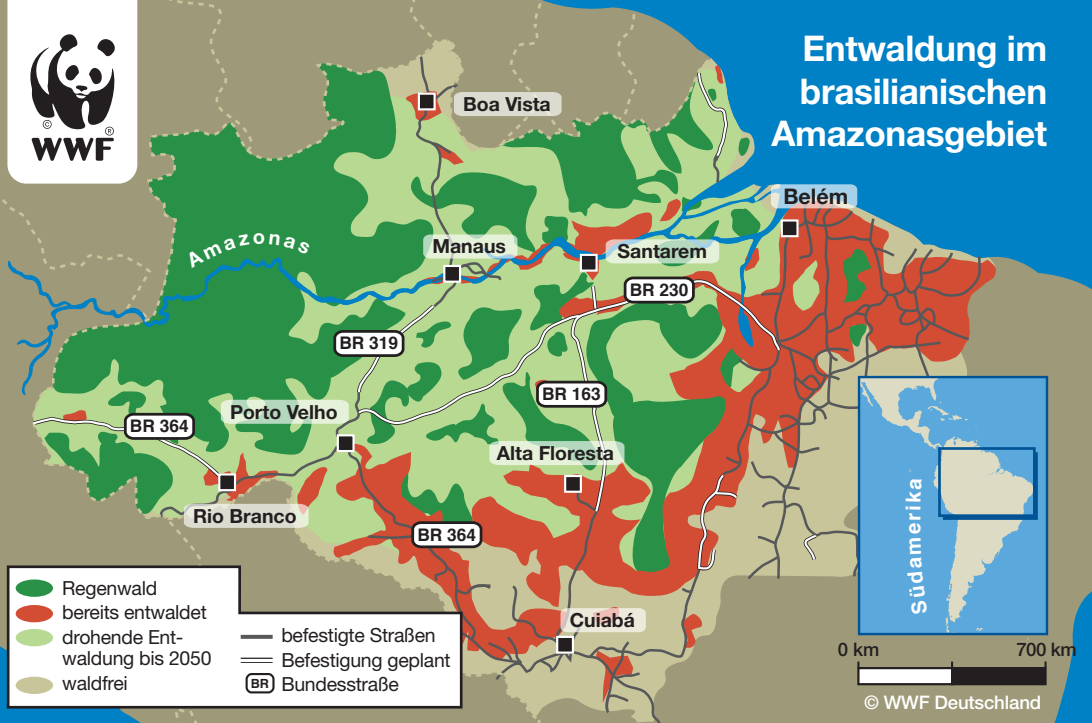 ©
®
WWF
Entwaldung im
brasilianischen
Amazonasgebiet
Boa Vista
Belém
Amazonas
Manaus
Santarem
BR 230
BR 319
BR 163
Porto Velho
BR 364
Alta Floresta
Rio Branco
BR 364
Cuiabá
Südamerika
Regenwald
bereits entwaldet
drohende Ent-
waldung bis 2050
waldfrei
befestigte Straßen
Befestigung geplant
BR Bundesstraße
0 km 700 km
© WWF Deutschland